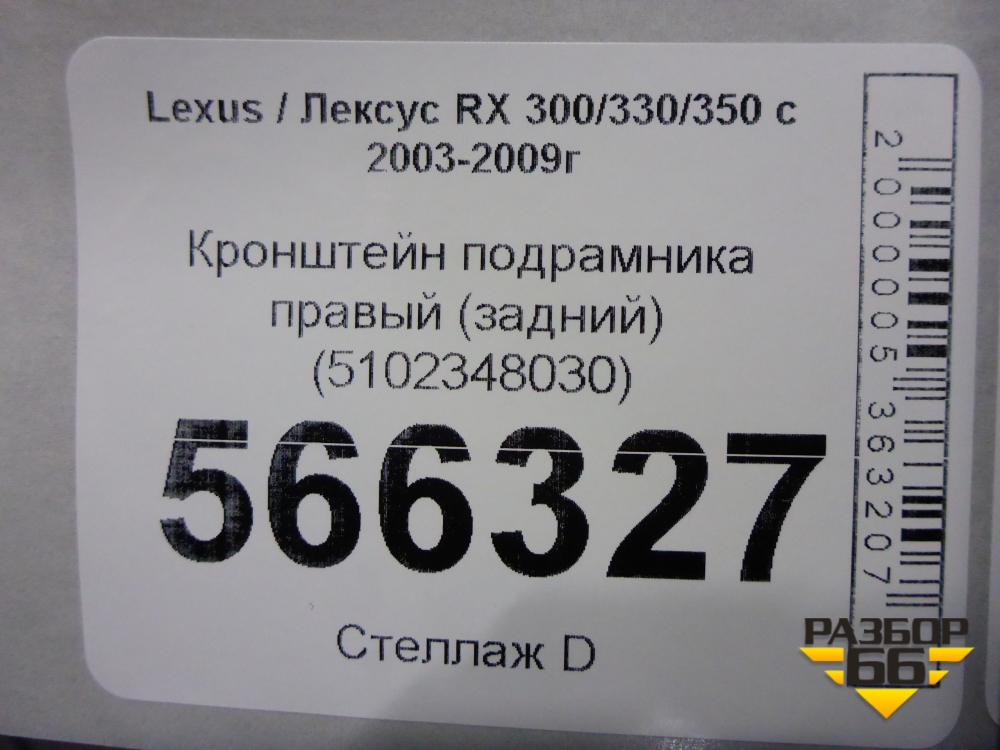 Lexus / Лексус RX 300/330/350 с
2003-2009г
Кронштейн подрамника
правый (задний)
(5102348030)
566327
Стеллаж D
2000005363207
РАЗБОР
66